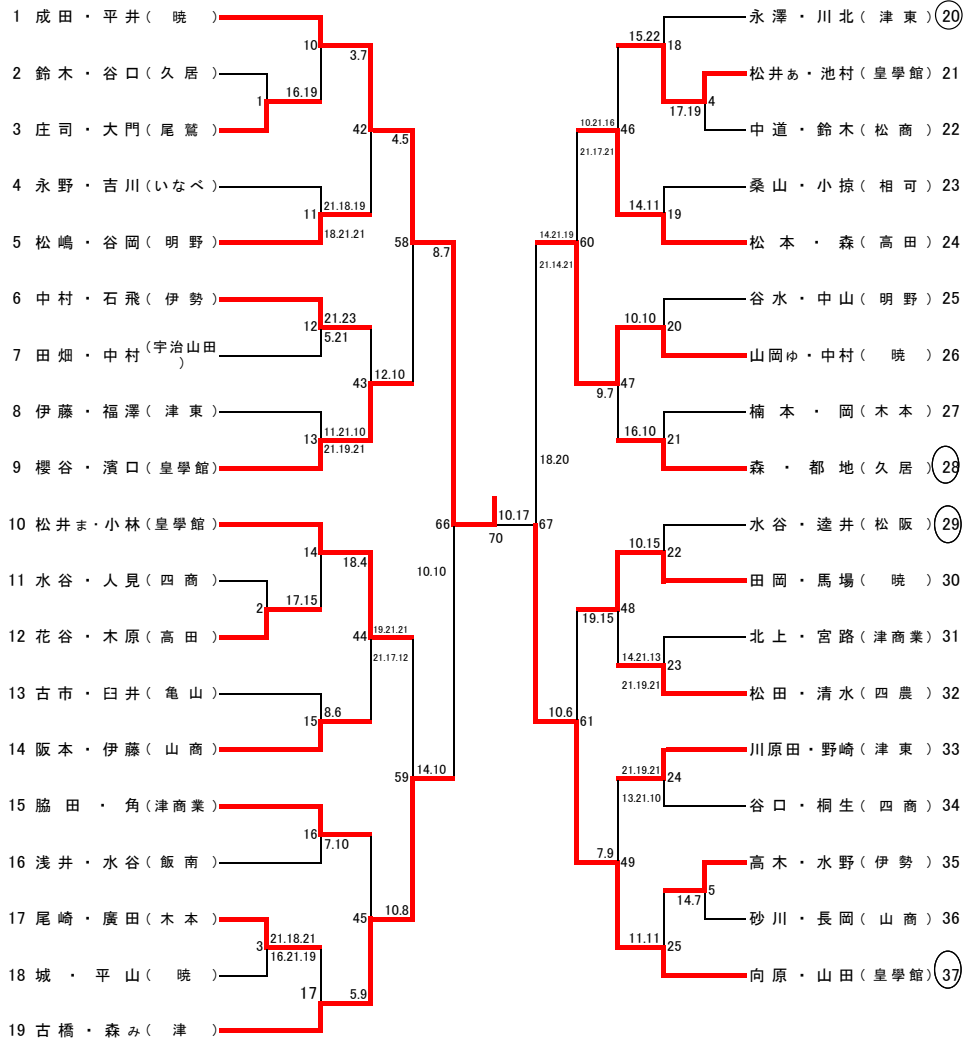 1 成田・平井（ 暁 ）
10
3.7
2 鈴木・谷口（久居）
16.19
1
3 庄司・大門（尾鷲）
42
4.5
4 永野・吉川（いなべ）
21.18.19
11
18.21.21
5 松嶋・谷岡（明野）
58
8.7
6 中村・石飛（伊勢）
21.23
12
5.21
7 田畑・中村（宇治山田）
43
12.10
8 伊藤・福澤（津東）
11.21.10
13
21.19.21
9 櫻谷・濱口（皇學館）
10 松井ま・小林（皇學館）
66
14
18.4
11 水谷・人見（四商）
10.10
17.15
2
12 花谷・木原（高田）
44
19.21.21
21.17.12
13 古市・臼井（亀山）
8.6
15
14 阪本・伊藤（山商）
59
14.10
15 脇田・角（津商業）
16
7.10
16 浅井・水谷（飯南）
17 尾崎・廣田（木本）
45
10.8
21.18.21
3
16.21.19
18 城・平山（ 暁 ）
17
5.9
19 古橋・森み（ 津 ）
10.17
70
永澤・川北（津東） 20
15.22
18
松井ぁ・池村（皇學館） 21
4
17.19
中道・鈴木（松商） 22
10.21.16
46
21.17.21
桑山・小掠（相可） 23
14.11
19
松本・森（高田） 24
14.21.19
60
21.14.21
谷水・中山（明野） 25
10.10
20
山岡ゅ・中村（ 暁 ） 26
47
9.7
楠本・岡（木本） 27
16.10
21
森・都地（久居） 28
18.20
67
水谷・逵井（松阪） 29
10.15
22
田岡・馬場（ 暁 ） 30
48
19.15
北上・宮路（津商業） 31
14.21.13
23
21.19.21
松田・清水（四農） 32
10.6
61
川原田・野崎（津東） 33
21.19.21
24
13.21.10
谷口・桐生（四商） 34
7.9
49
高木・水野（伊勢） 35
5
14.7
砂川・長岡（山商） 36
11.11
25
向原・山田（皇學館） 37